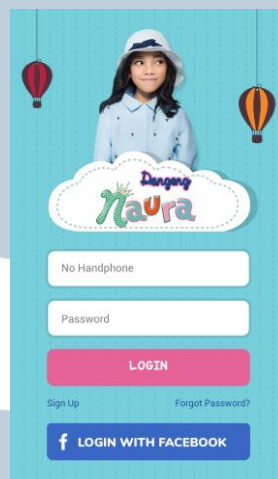 Dongeng
Naura
No Handphone
Password
LOGIN
Sign Up
Forgot Password?
f LOGIN WITH FACEBOOK